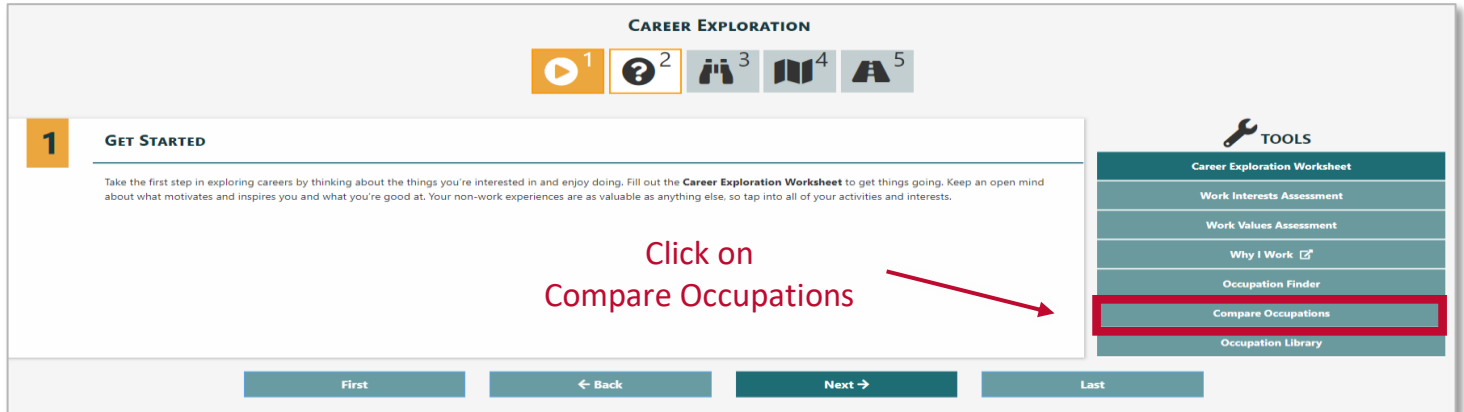 CAREER EXPLORATION
1 2 3 4 5
1 GET STARTED
Take the first step in exploring careers by thinking about the things you're interested in and enjoy doing. Fill out the Career Exploration Worksheet to get things going. Keep an open mind
about what motivates and inspires you and what you're good at. Your non-work experiences are as valuable as anything else, so tap into all of your activities and interests.
Click on
Compare Occupations
TOOLS
Career Exploration Worksheet
Work Interests Assessment
Work Values Assessment
Why I Work
Occupation Finder
Compare Occupations
Occupation Library
First ← Back Next → Last